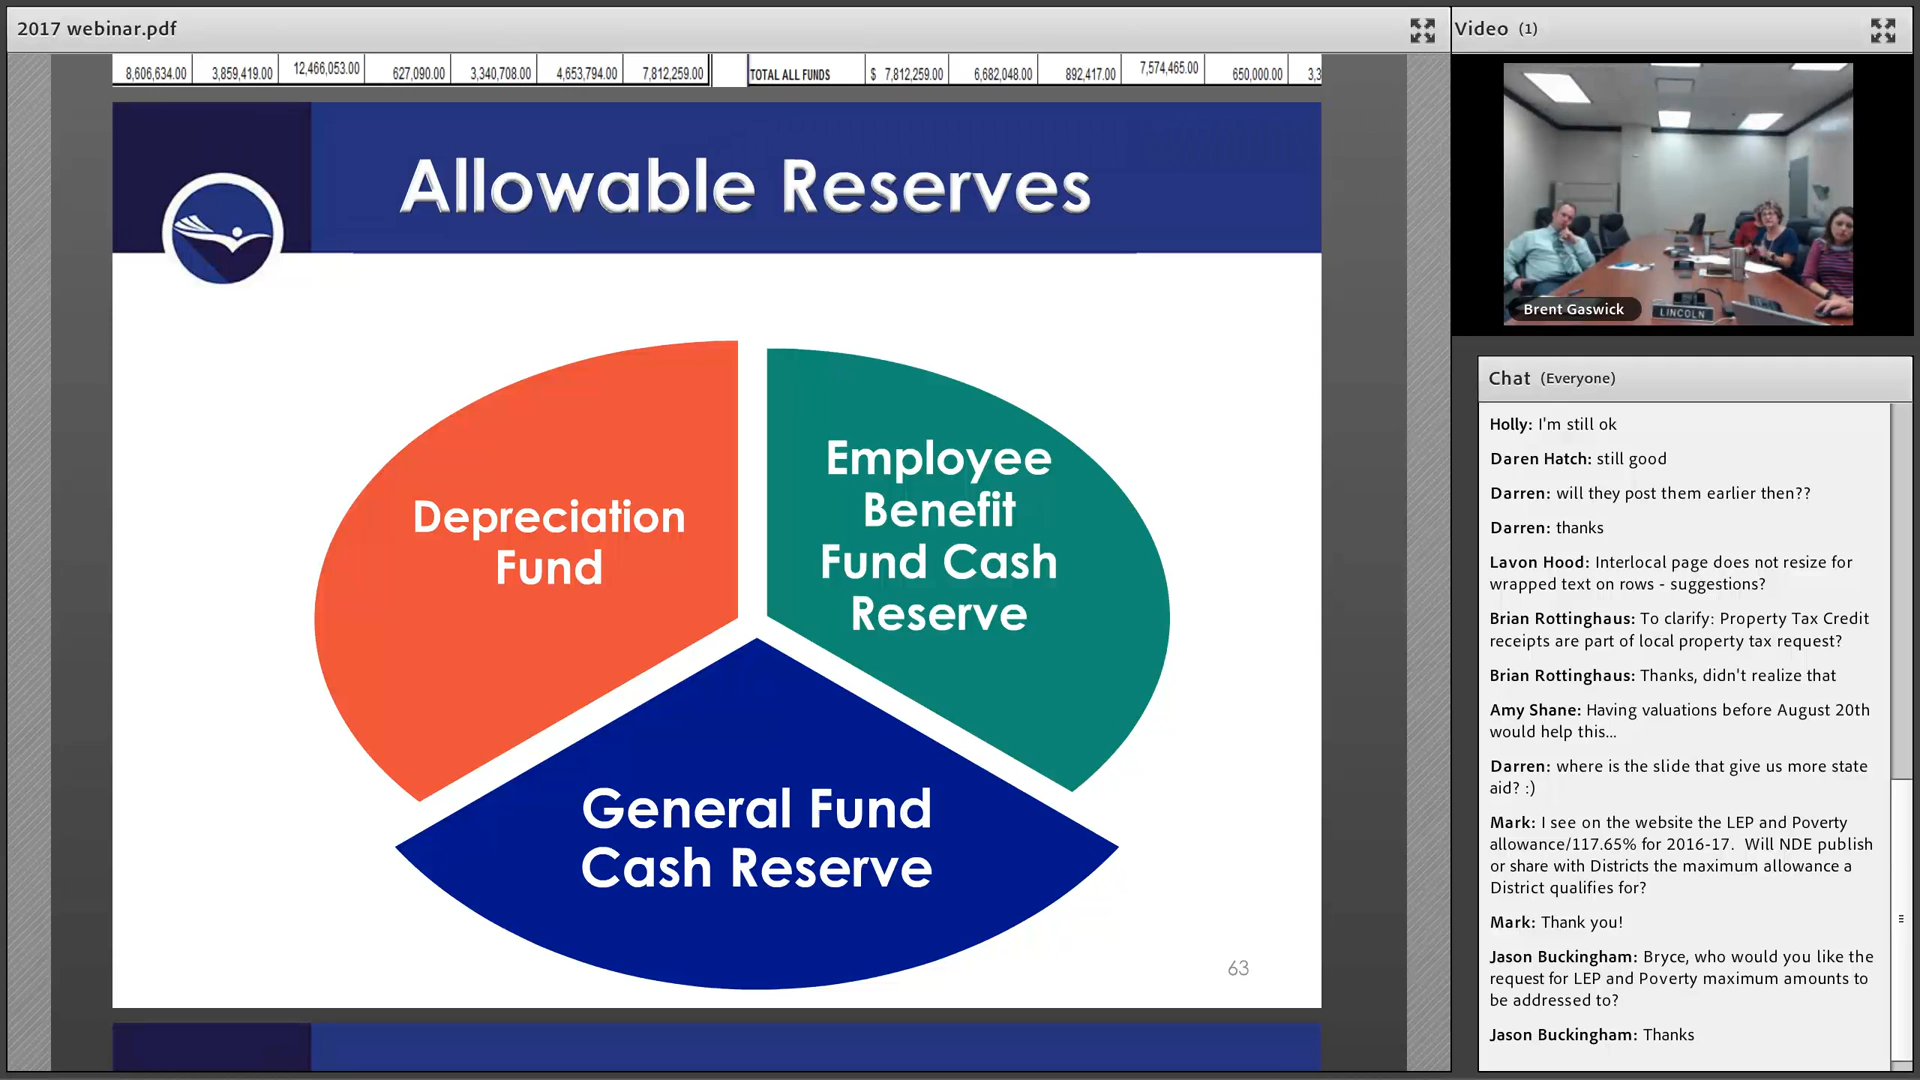 2017 webinar.pdf
8,606,634.00 3,859,419.00 12,466,053.00 627,090.00 3,340,708.00 4,653,794.00 7,812,259.00 TOTAL ALL FUNDS $ 7,812,259.00 6,682,048.00 892,417.00 7,574,465.00 650,000.00 3,3
Allowable Reserves
Depreciation
Fund
Employee
Benefit
Fund Cash
Reserve
General Fund
Cash Reserve
63
Video (1)
Brent Gaswick
LINCOLN
Chat (Everyone)
Holly: I'm still ok
Daren Hatch: still good
Darren: will they post them earlier then??
Darren: thanks
Lavon Hood: Interlocal page does not resize for
wrapped text on rows - suggestions?
Brian Rottinghaus: To clarify: Property Tax Credit
receipts are part of local property tax request?
Brian Rottinghaus: Thanks, didn't realize that
Amy Shane: Having valuations before August 20th
would help this...
Darren: where is the slide that give us more state
aid? :)
Mark: I see on the website the LEP and Poverty
allowance/117.65% for 2016-17.  Will NDE publish
or share with Districts the maximum allowance a
District qualifies for?
Mark: Thank you!
Jason Buckingham: Bryce, who would you like the
request for LEP and Poverty maximum amounts to
be addressed to?
Jason Buckingham: Thanks